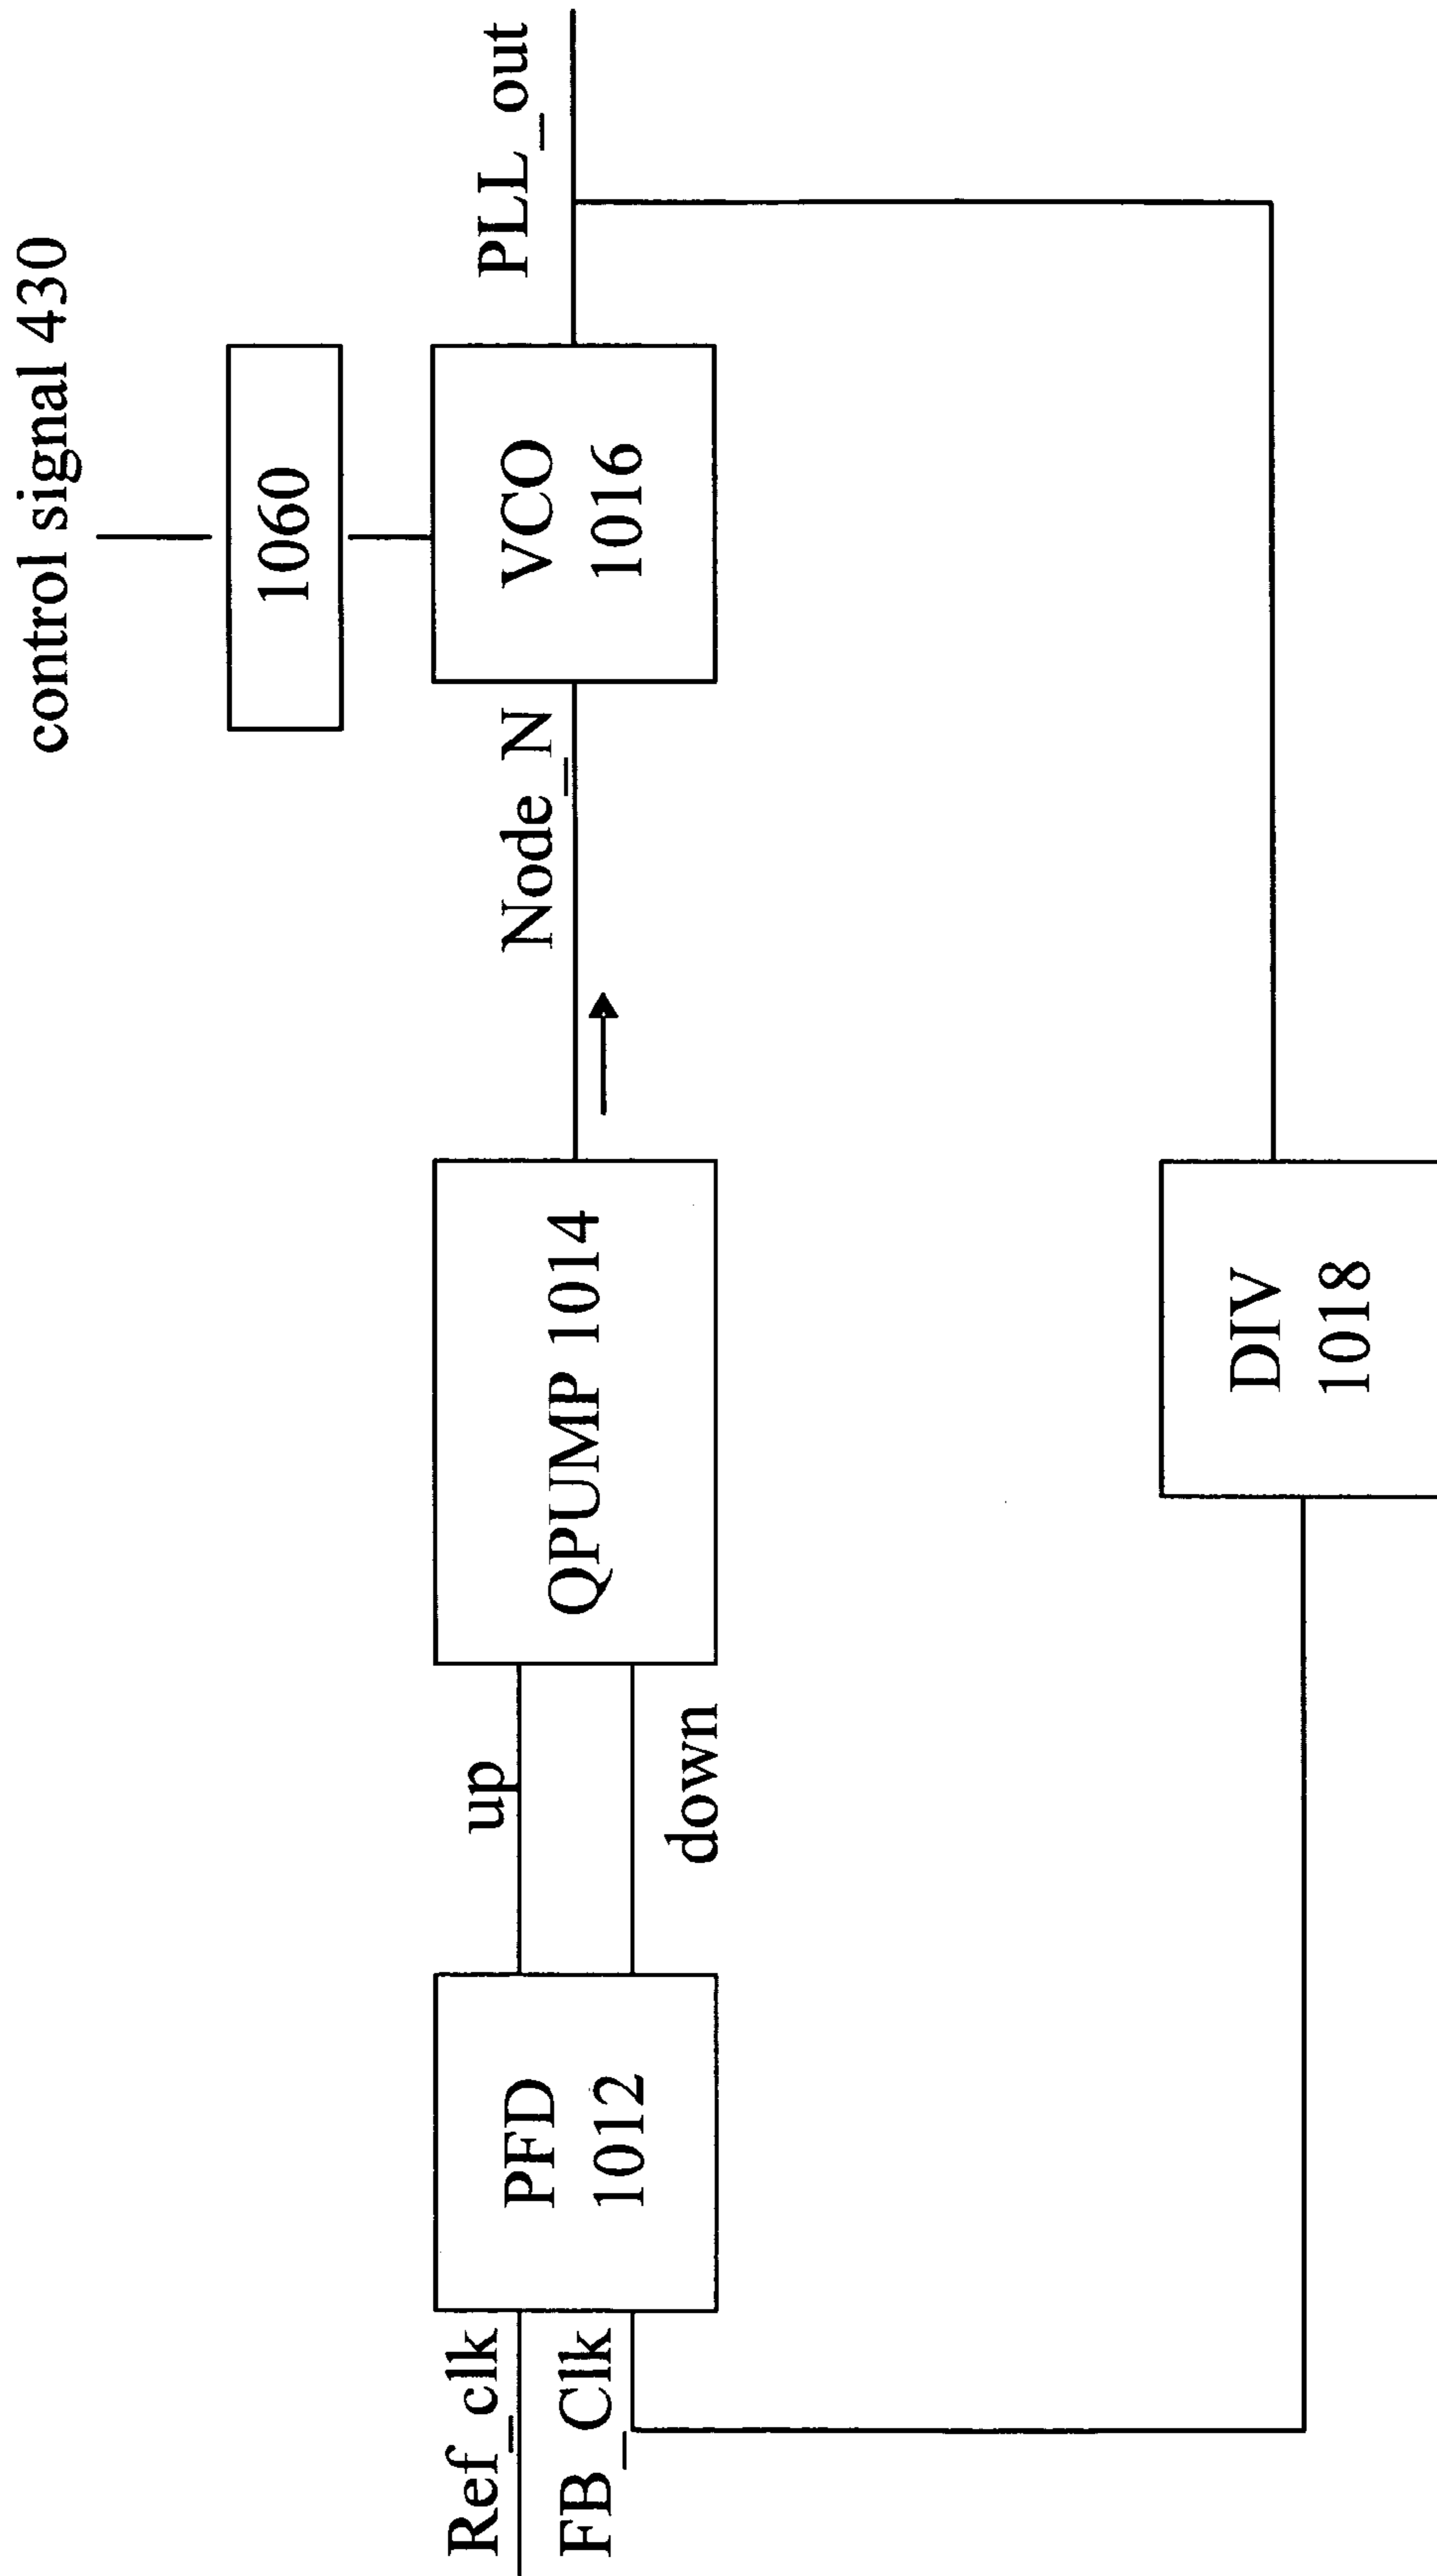 control signal 430
1060
PLL_out
VCO
1016
Node_N
QPUMP 1014
up
down
PFD
1012
Ref_clk
FB_Clk
DIV
1018